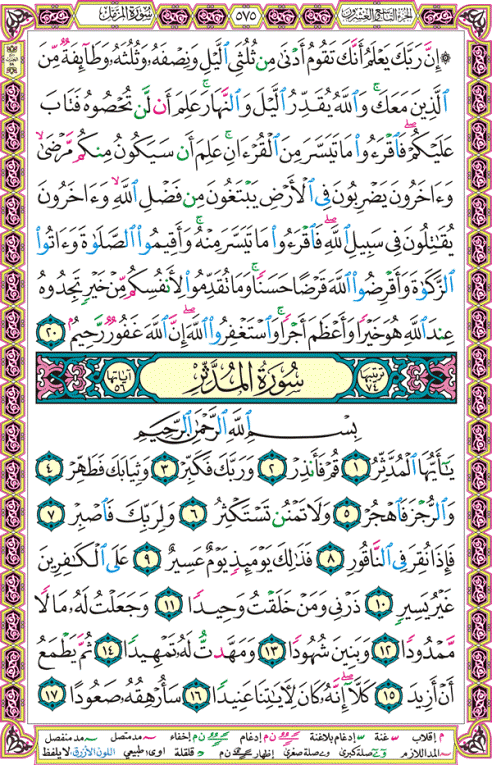 الجزء التاسع والعشرون ٥٧٥ سورة المزمل
۞ إِنَّ رَبَّكَ يَعْلَمُ أَنَّكَ تَقُومُ أَدْنَىٰ مِن ثُلُثَىِ ٱلَّيْلِ وَنِصْفَهُۥ وَثُلُثَهُۥ وَطَآئِفَةٌ مِّنَ
ٱلَّذِينَ مَعَكَ ۚ وَٱللَّهُ يُقَدِّرُ ٱلَّيْلَ وَٱلنَّهَارَ ۚ عَلِمَ أَن لَّن تُحْصُوهُ فَتَابَ
عَلَيْكُمْ ۖ فَٱقْرَءُوا۟ مَا تَيَسَّرَ مِنَ ٱلْقُرْءَانِ ۚ عَلِمَ أَن سَيَكُونُ مِنكُم مَّرْضَىٰ ۙ
وَءَاخَرُونَ يَضْرِبُونَ فِى ٱلْأَرْضِ يَبْتَغُونَ مِن فَضْلِ ٱللَّهِ ۙ وَءَاخَرُونَ
يُقَـٰتِلُونَ فِى سَبِيلِ ٱللَّهِ ۖ فَٱقْرَءُوا۟ مَا تَيَسَّرَ مِنْهُ ۚ وَأَقِيمُوا۟ ٱلصَّلَوٰةَ وَءَاتُوا۟
ٱلزَّكَوٰةَ وَأَقْرِضُوا۟ ٱللَّهَ قَرْضًا حَسَنًا ۚ وَمَا تُقَدِّمُوا۟ لِأَنفُسِكُم مِّنْ خَيْرٍ تَجِدُوهُ
عِندَ ٱللَّهِ هُوَ خَيْرًا وَأَعْظَمَ أَجْرًا ۚ وَٱسْتَغْفِرُوا۟ ٱللَّهَ ۖ إِنَّ ٱللَّهَ غَفُورٌ رَّحِيمٌۢ ٢٠
ترتيبها ٧٤ سُورَةُ الْمُدَّثِّرِ آياتها ٥٦
بِسْمِ ٱللَّهِ ٱلرَّحْمَـٰنِ ٱلرَّحِيمِ
يَـٰٓأَيُّهَا ٱلْمُدَّثِّرُ ١ قُمْ فَأَنذِرْ ٢ وَرَبَّكَ فَكَبِّرْ ٣ وَثِيَابَكَ فَطَهِّرْ ٤
وَٱلرُّجْزَ فَٱهْجُرْ ٥ وَلَا تَمْنُن تَسْتَكْثِرُ ٦ وَلِرَبِّكَ فَٱصْبِرْ ٧
فَإِذَا نُقِرَ فِى ٱلنَّاقُورِ ٨ فَذَٰلِكَ يَوْمَئِذٍ يَوْمٌ عَسِيرٌ ٩ عَلَى ٱلْكَـٰفِرِينَ
غَيْرُ يَسِيرٍ ١٠ ذَرْنِى وَمَنْ خَلَقْتُ وَحِيدًا ١١ وَجَعَلْتُ لَهُۥ مَالًا
مَّمْدُودًا ١٢ وَبَنِينَ شُهُودًا ١٣ وَمَهَّدتُّ لَهُۥ تَمْهِيدًا ١٤ ثُمَّ يَطْمَعُ
أَنْ أَزِيدَ ١٥ كَلَّآ ۖ إِنَّهُۥ كَانَ لِـَٔايَـٰتِنَا عَنِيدًا ١٦ سَأُرْهِقُهُۥ صَعُودًا ١٧
م إقلاب س غنة س إدغام بلاغنة ن م إدغام ن م إخفاء مد متصل مد منفصل
المد اللازم صلة كبرى وصلة صغرى إظهار ن م قلقلة اوى: طبيعي اللون الأزرق: لا يلفظ